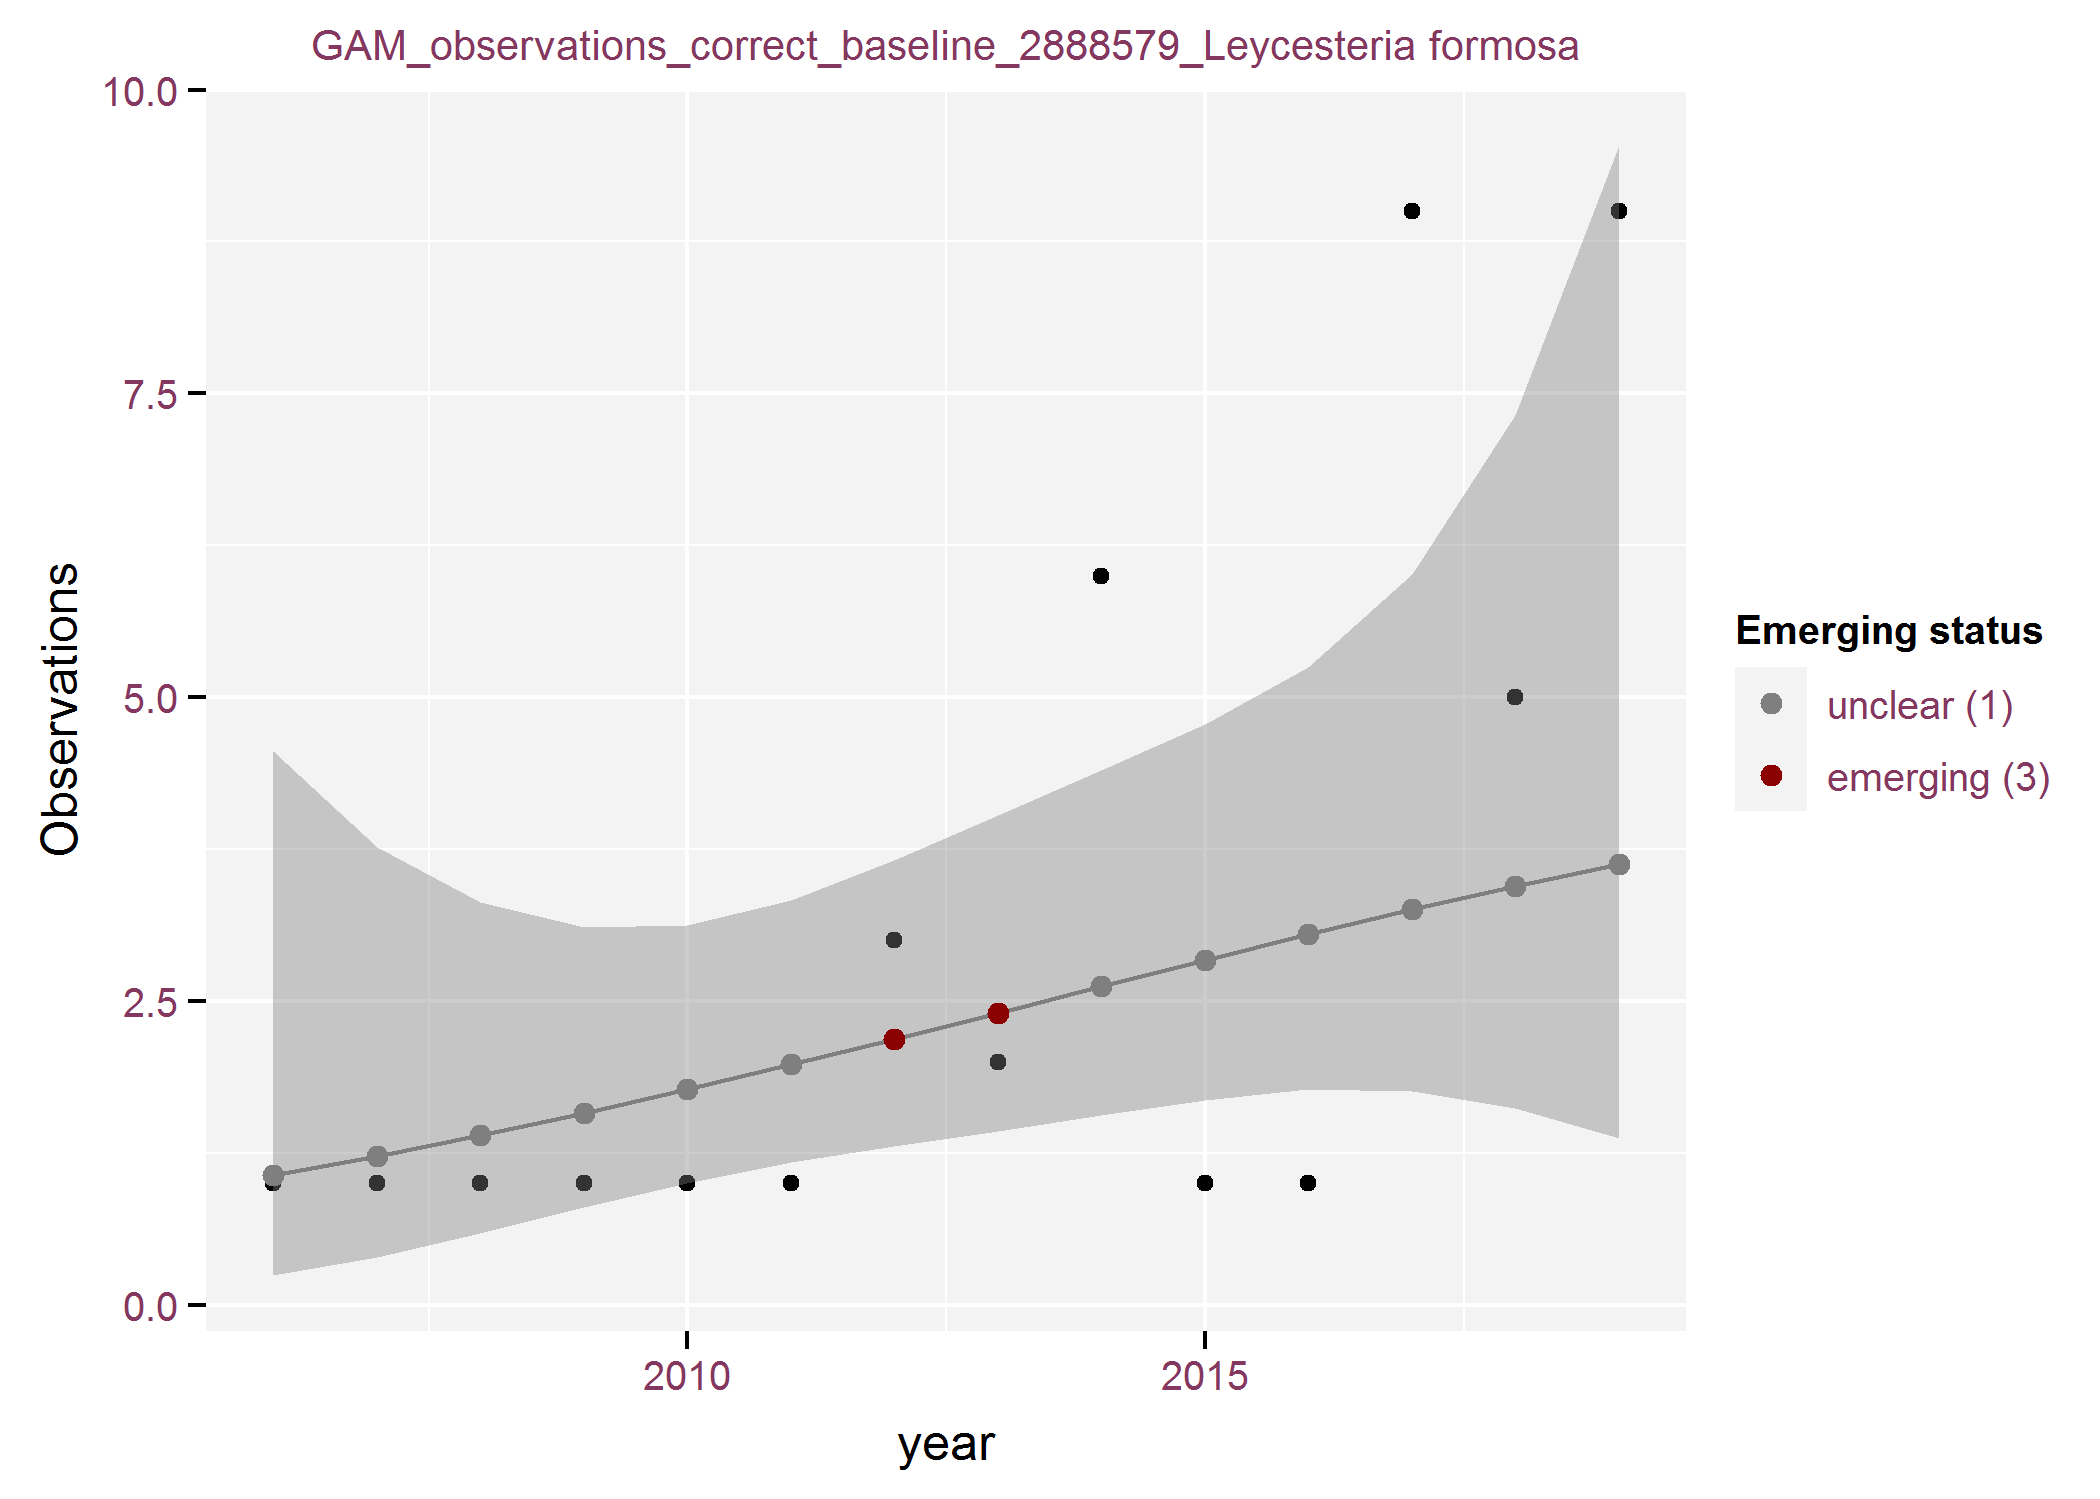 GAM_observations_correct_baseline_2888579_Leycesteria formosa
10.0
7.5
5.0
2.5
0.0
Observations
2010
2015
year
Emerging status
unclear (1)
emerging (3)